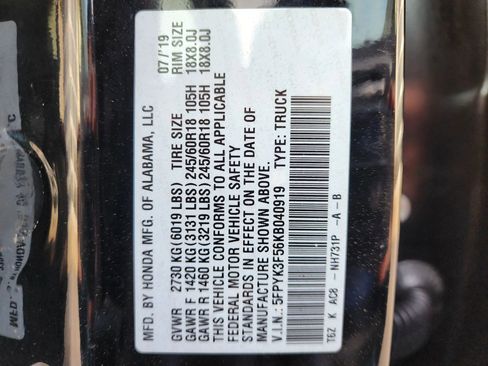 MFD. BY HONDA MFG. OF ALABAMA, LLC 07/'19
TIRE SIZE RIM SIZE
GVWR 2730 KG(6019 LBS)
GAWR F 1420 KG(3131 LBS) 245/60R18 105H 18X8.0J
GAWR R 1460 KG(3219 LBS) 245/60R18 105H 18X8.0J
THIS VEHICLE CONFORMS TO ALL APPLICABLE
FEDERAL MOTOR VEHICLE SAFETY
STANDARDS IN EFFECT ON THE DATE OF
MANUFACTURE SHOWN ABOVE.
V.I.N.: 5FPYK3F56KB040919 TYPE: TRUCK
T6Z K AC8 - NH731P -A -B